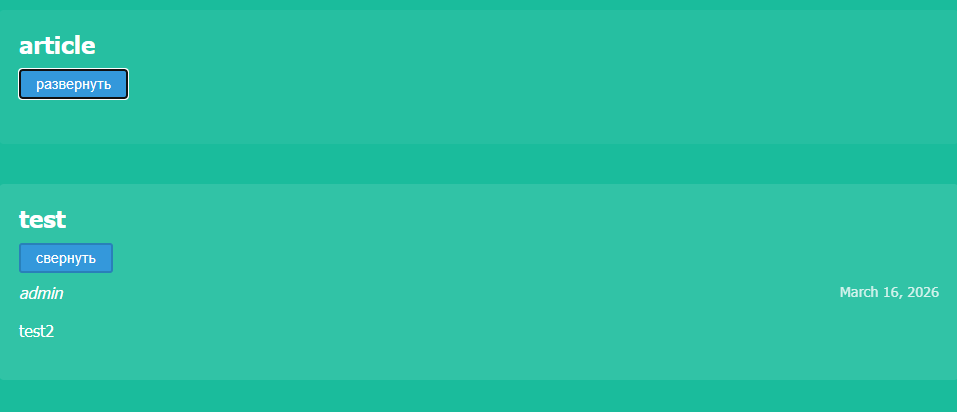 article
развернуть
test
свернуть
admin March 16, 2026
test2